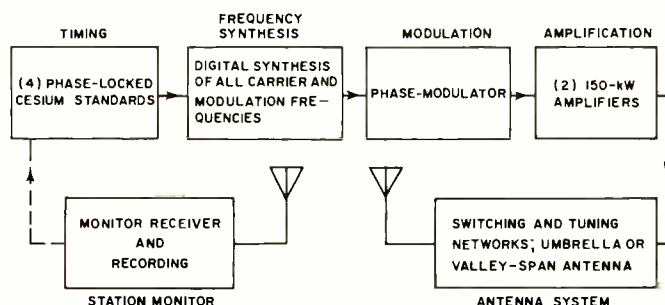 TIMING
FREQUENCY
SYNTHESIS
MODULATION
AMPLIFICATION
(4) PHASE-LOCKED
CESIUM STANDARDS
DIGITAL SYNTHESIS
OF ALL CARRIER AND
MODULATION FRE-
QUENCIES
PHASE-MODULATOR
(2) 150-kW
AMPLIFIERS
MONITOR RECEIVER
AND
RECORDING
STATION MONITOR
SWITCHING AND TUNING
NETWORKS; UMBRELLA OR
VALLEY-SPAN ANTENNA
ANTENNA SYSTEM